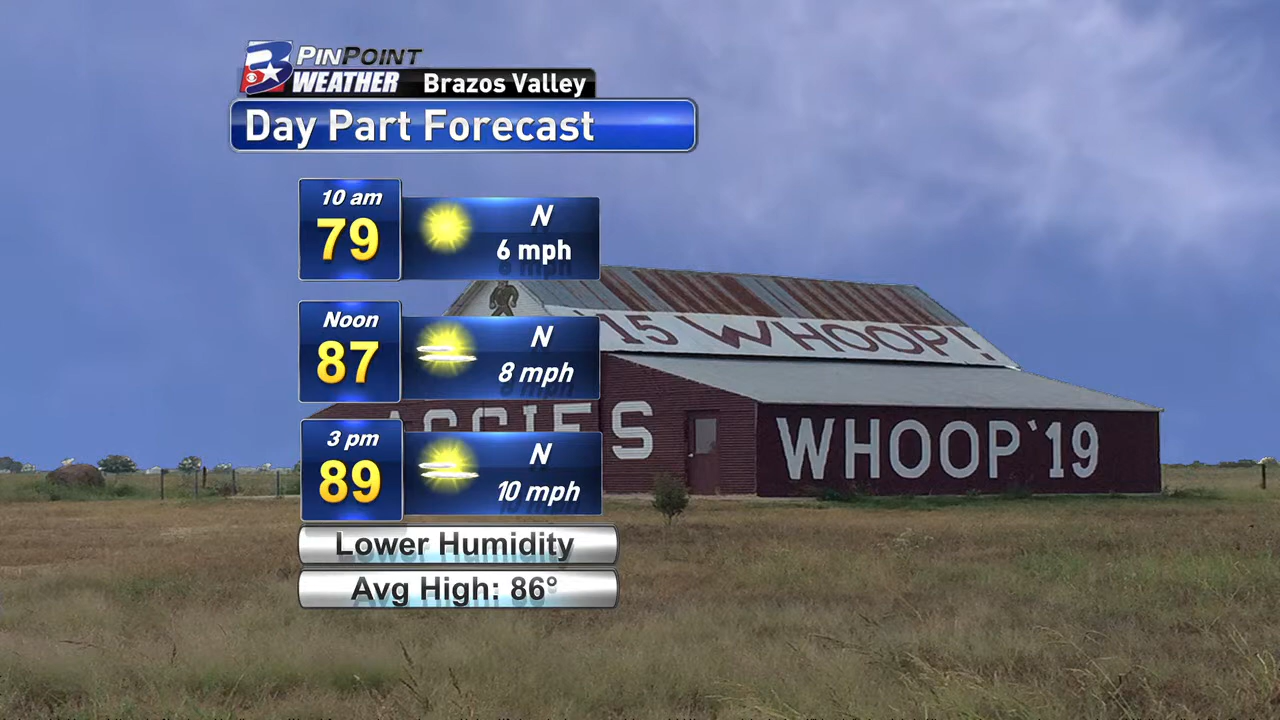 PINPOINT
WEATHER
Brazos Valley
Day Part Forecast
10 am
79
N
6 mph
Noon
87
N
8 mph
3 pm
89
N
10 mph
Lower Humidity
Avg High: 86°
'15 WHOOP!
AGGIES
WHOOP '19